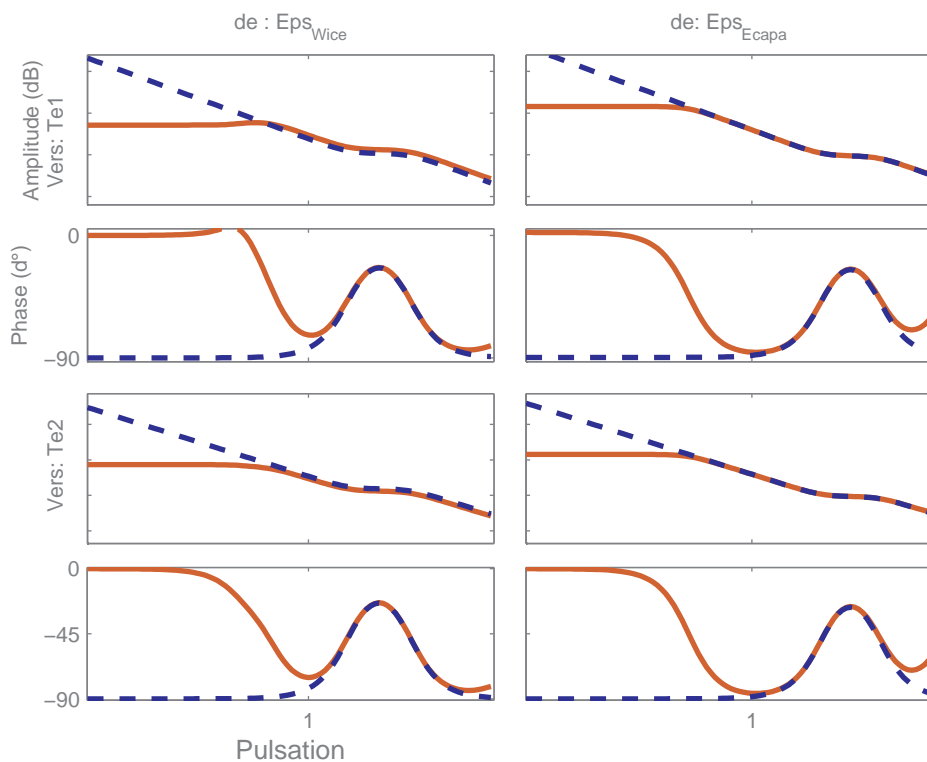 de : Eps_Wice
de: Eps_Ecapa
Amplitude (dB)
Vers: Te1
0
Phase (d°)
−90
Vers: Te2
0
−45
−90
1
1
Pulsation